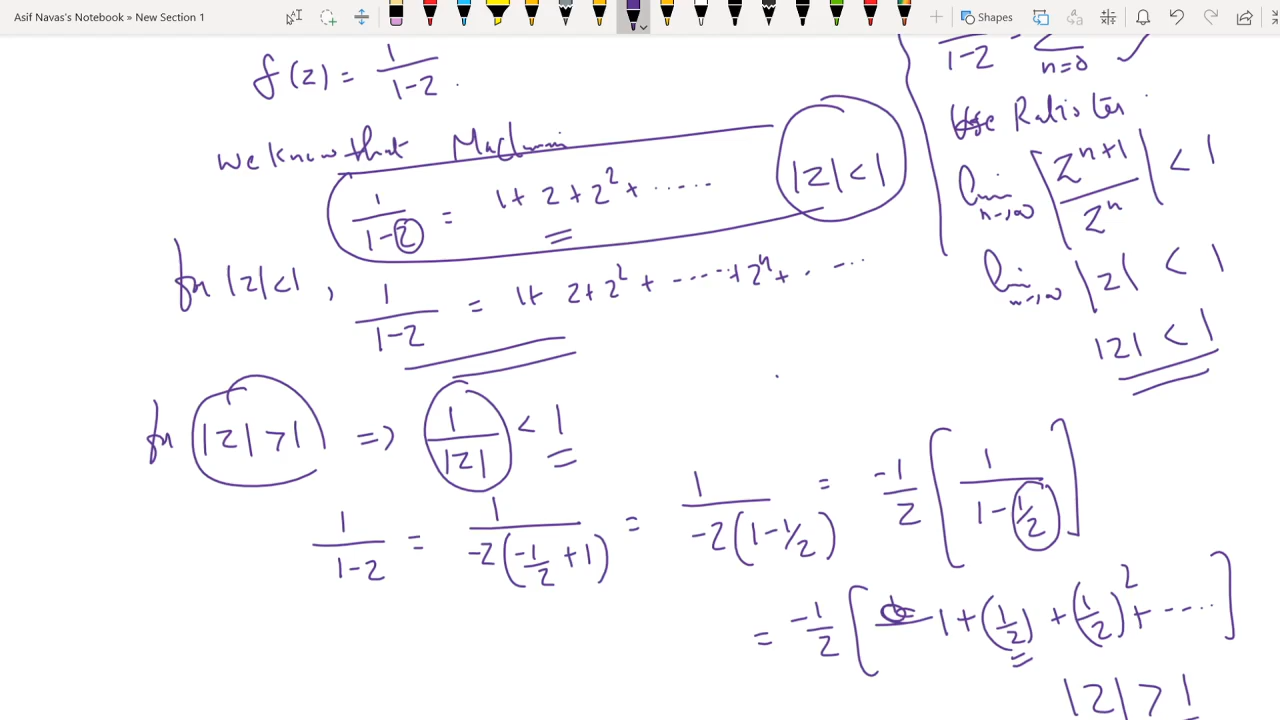 Asif Navas's Notebook » New Section 1
Shapes
f(z) = 1/(1-z).
We know that Maclaurin
1/(1-z) = 1+ z + z² + ...... |z| < 1
for |z|<1, 1/(1-z) = 1+ z + z² + ...... + zⁿ + . . ...
for |z| > 1 => 1/|z| < 1
1/(1-z) = 1/(-z(-1/z + 1)) = 1/(-z(1-1/z)) = -1/z [1/(1-1/z)]
= -1/z [1+(1/z) + (1/z)² + ......]
|z| > 1
1/(1-z) = Σ n=0 ✓
Use Ratio Tes
lim n→∞ |zⁿ⁺¹/zⁿ| < 1
lim n→∞ |z| < 1
|z| < 1